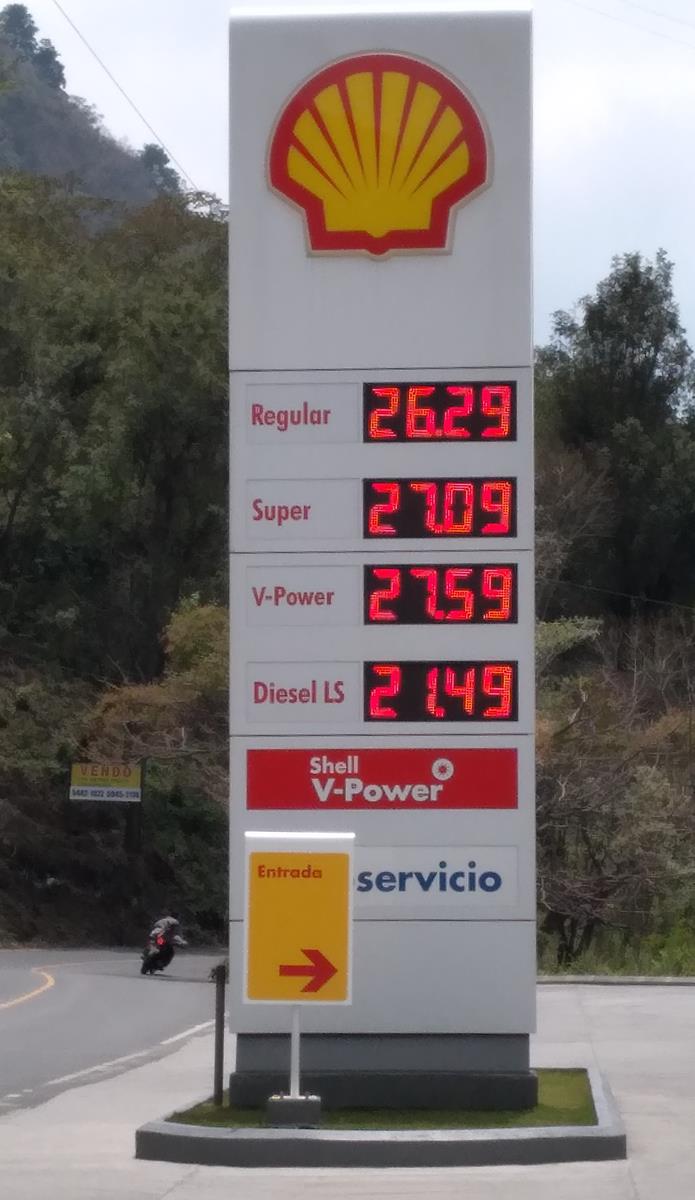 Regular 26.29
Super 27.09
V-Power 27.59
Diesel LS 21.49
Shell
V-Power
servicio
Entrada
VENDO